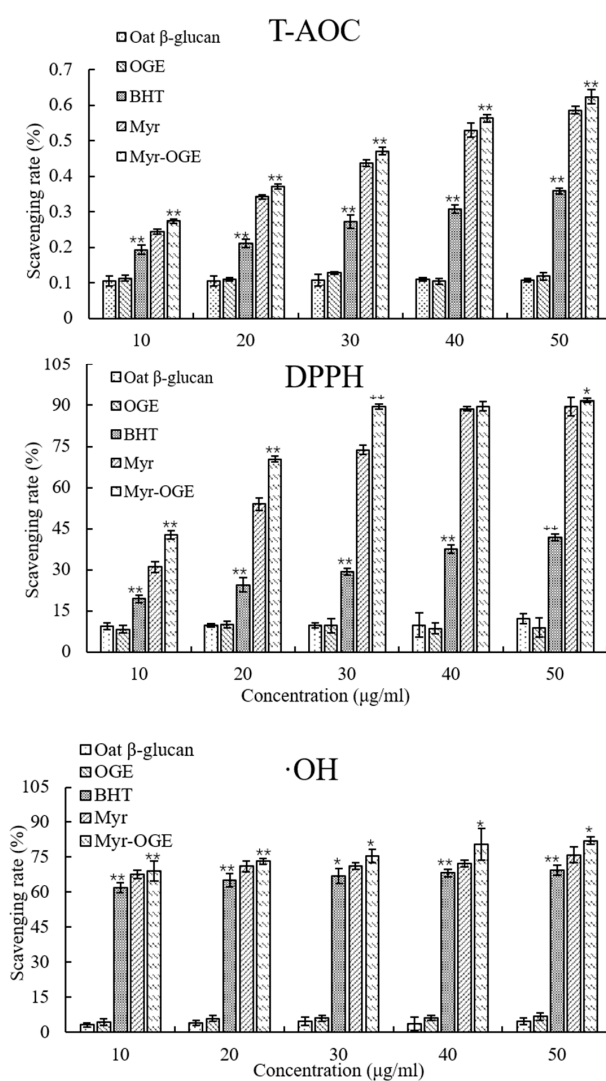 T-AOC
Oat β-glucan
OGE
BHT
Myr
Myr-OGE
Scavenging rate (%)
0.7
0.6
0.5
0.4
0.3
0.2
0.1
0
** ** ** ** ** ** ** ** ** **
10 20 30 40 50
DPPH
Oat β-glucan
OGE
BHT
Myr
Myr-OGE
Scavenging rate (%)
105
90
75
60
45
30
15
0
** ** ** ** ** ** ** ** *
10 20 30 40 50
Concentration (μg/ml)
·OH
Oat β-glucan
OGE
BHT
Myr
Myr-OGE
Scavenging rate (%)
105
90
75
60
45
30
15
0
** ** ** ** * * ** * ** *
10 20 30 40 50
Concentration (μg/ml)